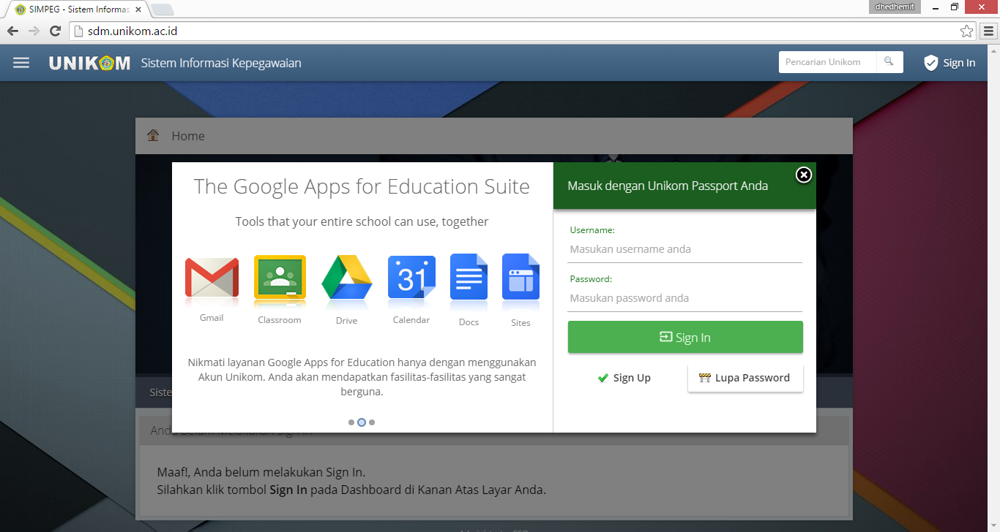 SIMPEG - Sistem Informas
dhedhemit
sdm.unikom.ac.id
UNIKOM Sistem Informasi Kepegawaian
Pencarian Unikom
Sign In
Home
The Google Apps for Education Suite
Tools that your entire school can use, together
31
Gmail Classroom Drive Calendar Docs Sites
Nikmati layanan Google Apps for Education hanya dengan menggunakan
Akun Unikom. Anda akan mendapatkan fasilitas-fasilitas yang sangat
berguna.
Masuk dengan Unikom Passport Anda
Username:
Masukan username anda
Password:
Masukan password anda
Sign In
Sign Up Lupa Password
Siste
Anda Belum Melakukan Sign In
Maaf!, Anda belum melakukan Sign In.
Silahkan klik tombol Sign In pada Dashboard di Kanan Atas Layar Anda.